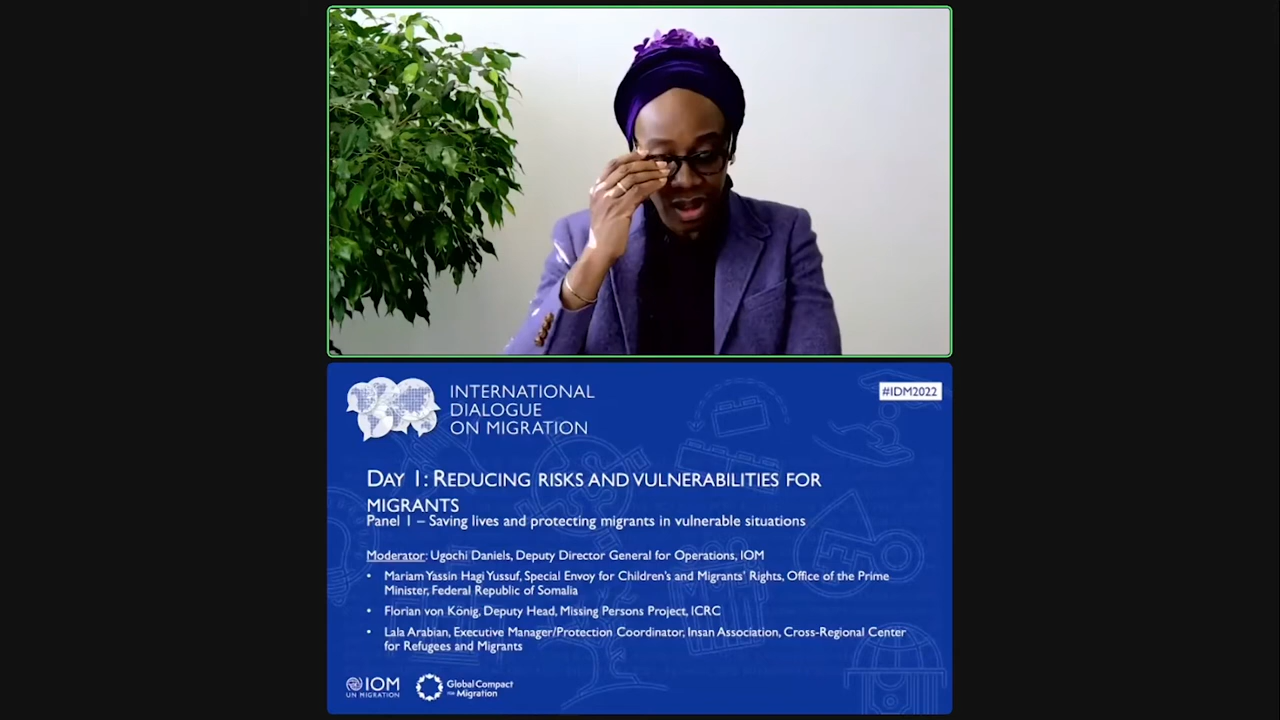 INTERNATIONAL
DIALOGUE
ON MIGRATION
#IDM2022
DAY 1: REDUCING RISKS AND VULNERABILITIES FOR
MIGRANTS
Panel 1 – Saving lives and protecting migrants in vulnerable situations
Moderator: Ugochi Daniels, Deputy Director General for Operations, IOM
• Mariam Yassin Hagi Yussuf, Special Envoy for Children's and Migrants' Rights, Office of the Prime
Minister, Federal Republic of Somalia
• Florian von König, Deputy Head, Missing Persons Project, ICRC
• Lala Arabian, Executive Manager/Protection Coordinator, Insan Association, Cross-Regional Center
for Refugees and Migrants
IOM
UN MIGRATION
Global Compact
FOR Migration